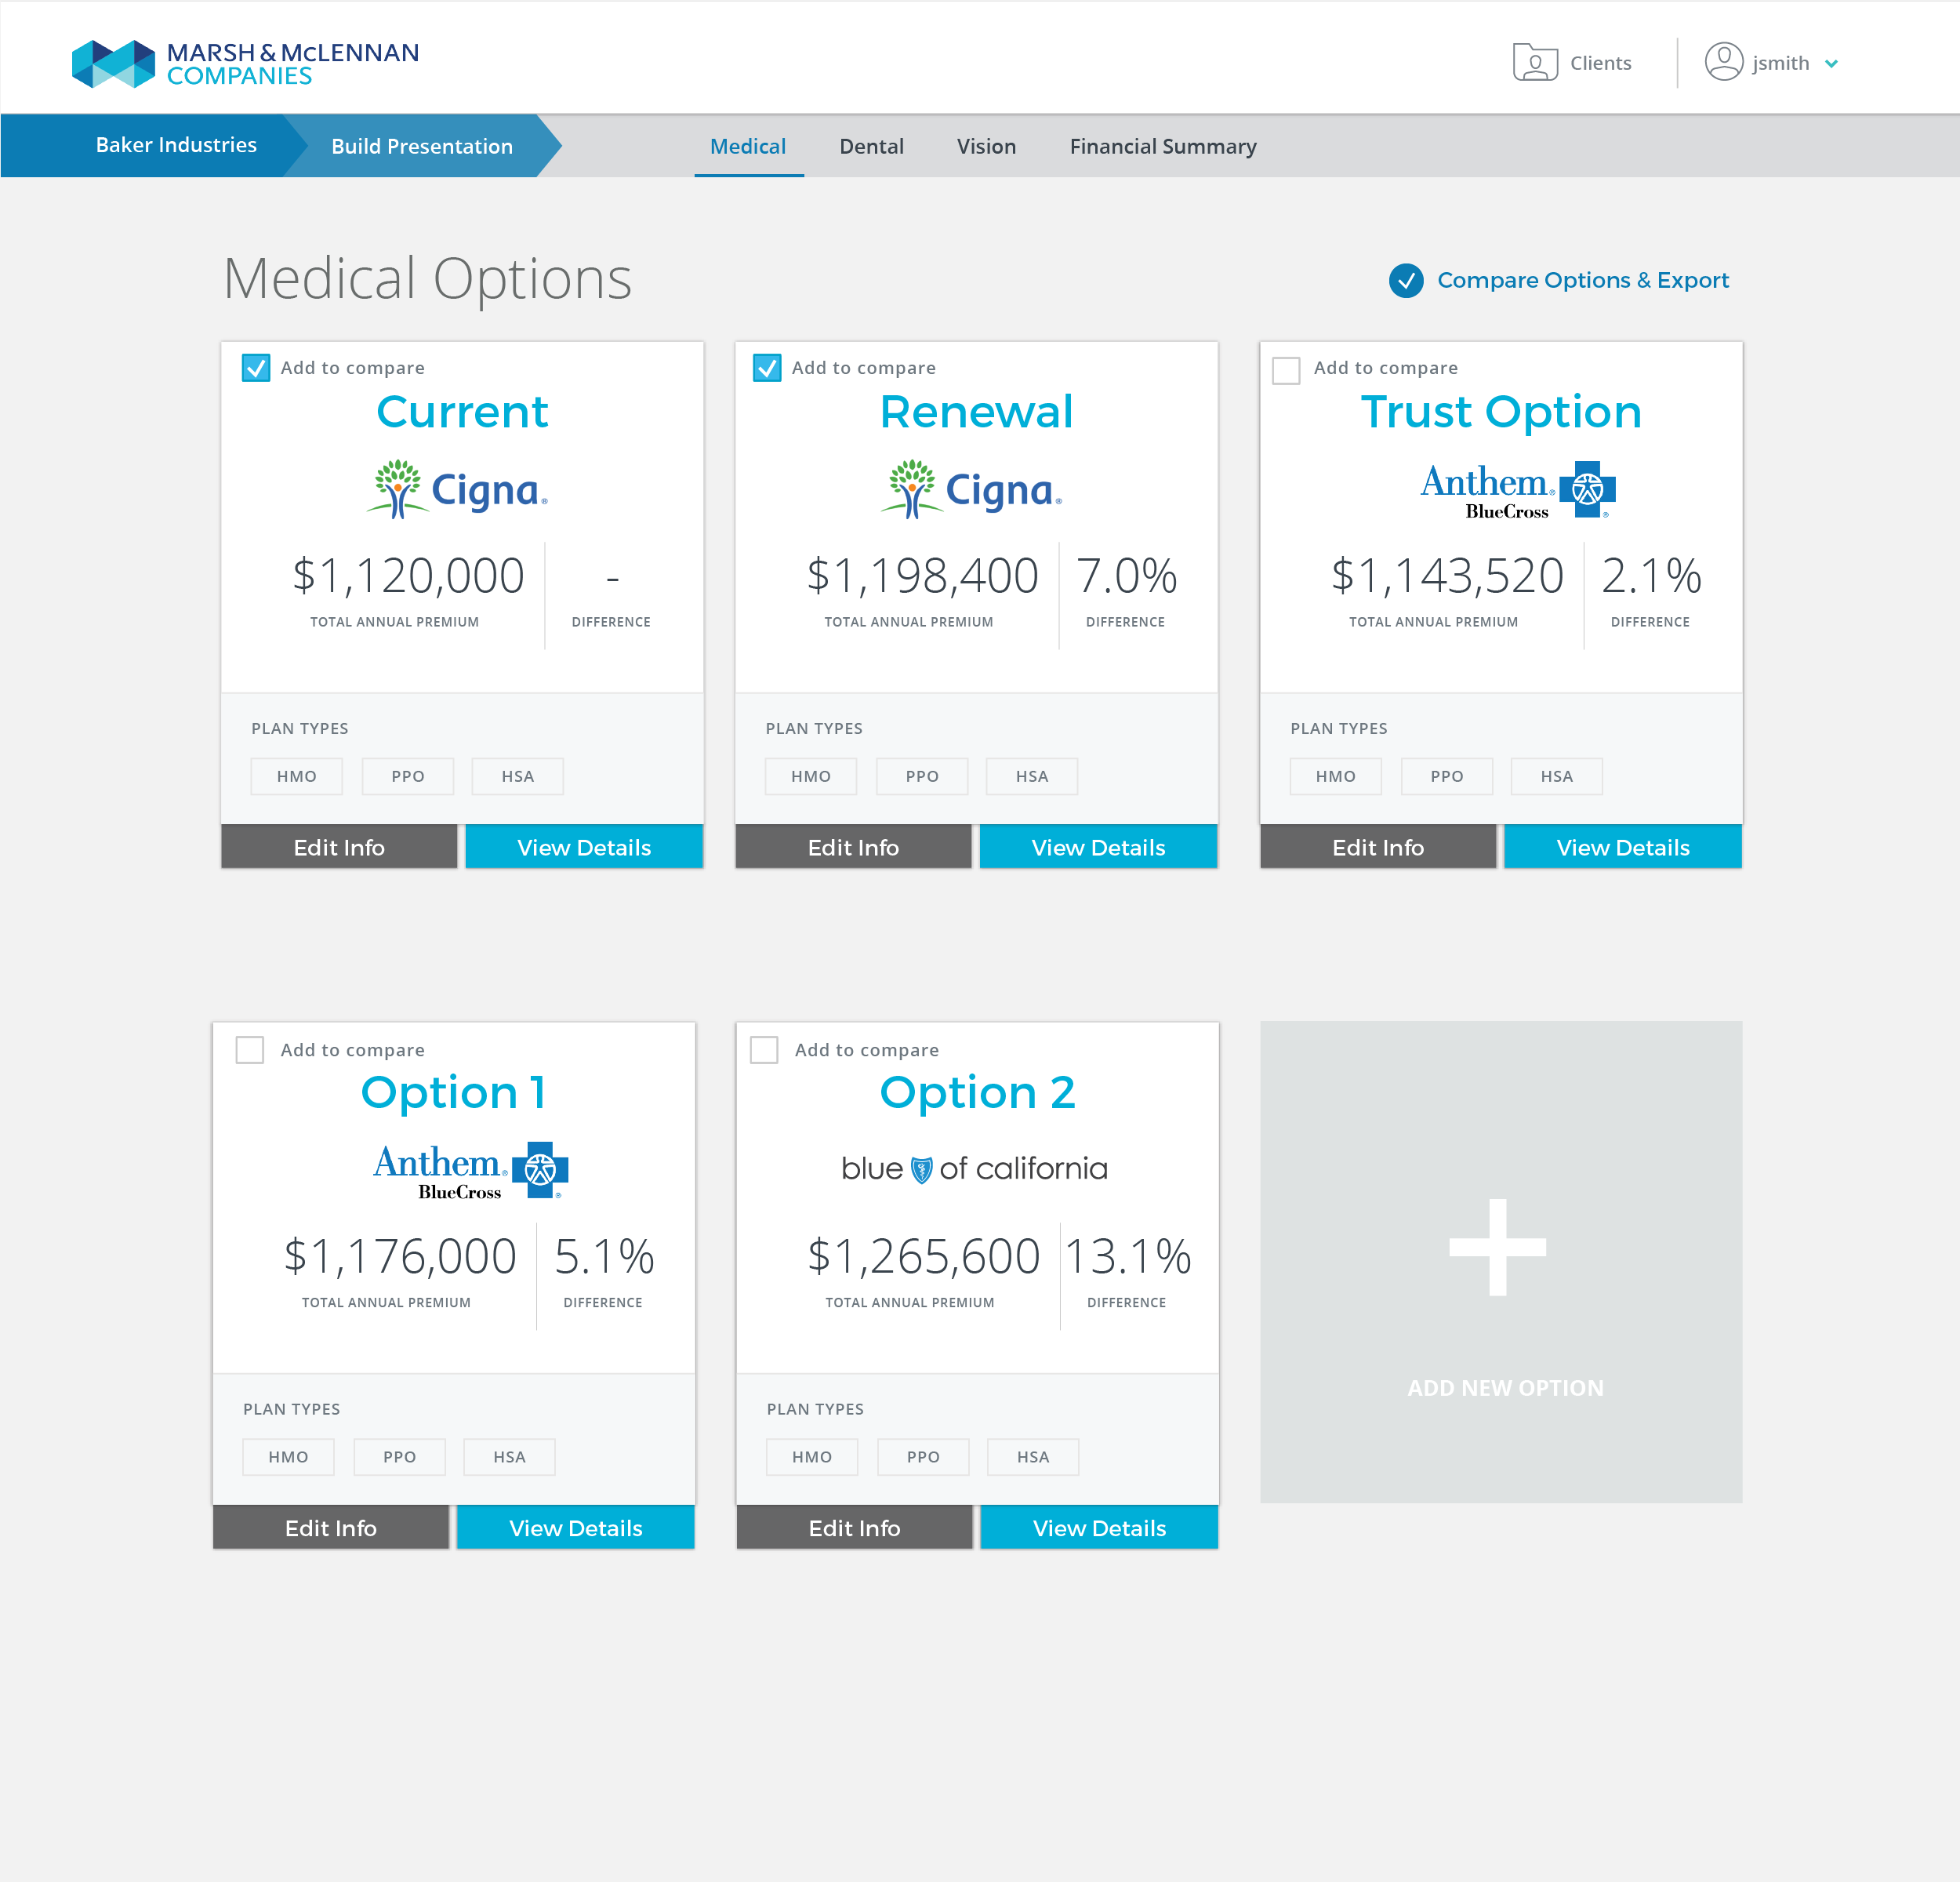 MARSH & McLENNAN
COMPANIES
Clients
jsmith
Baker Industries
Build Presentation
Medical
Dental
Vision
Financial Summary
Medical Options
Compare Options & Export
Add to compare
Current
Cigna®
$1,120,000
-
TOTAL ANNUAL PREMIUM
DIFFERENCE
PLAN TYPES
HMO
PPO
HSA
Edit Info
View Details
Add to compare
Renewal
Cigna®
$1,198,400
7.0%
TOTAL ANNUAL PREMIUM
DIFFERENCE
PLAN TYPES
HMO
PPO
HSA
Edit Info
View Details
Add to compare
Trust Option
Anthem®
BlueCross
®
$1,143,520
2.1%
TOTAL ANNUAL PREMIUM
DIFFERENCE
PLAN TYPES
HMO
PPO
HSA
Edit Info
View Details
Add to compare
Option 1
Anthem®
BlueCross
®
$1,176,000
5.1%
TOTAL ANNUAL PREMIUM
DIFFERENCE
PLAN TYPES
HMO
PPO
HSA
Edit Info
View Details
Add to compare
Option 2
blue of california
$1,265,600
13.1%
TOTAL ANNUAL PREMIUM
DIFFERENCE
PLAN TYPES
HMO
PPO
HSA
Edit Info
View Details
ADD NEW OPTION